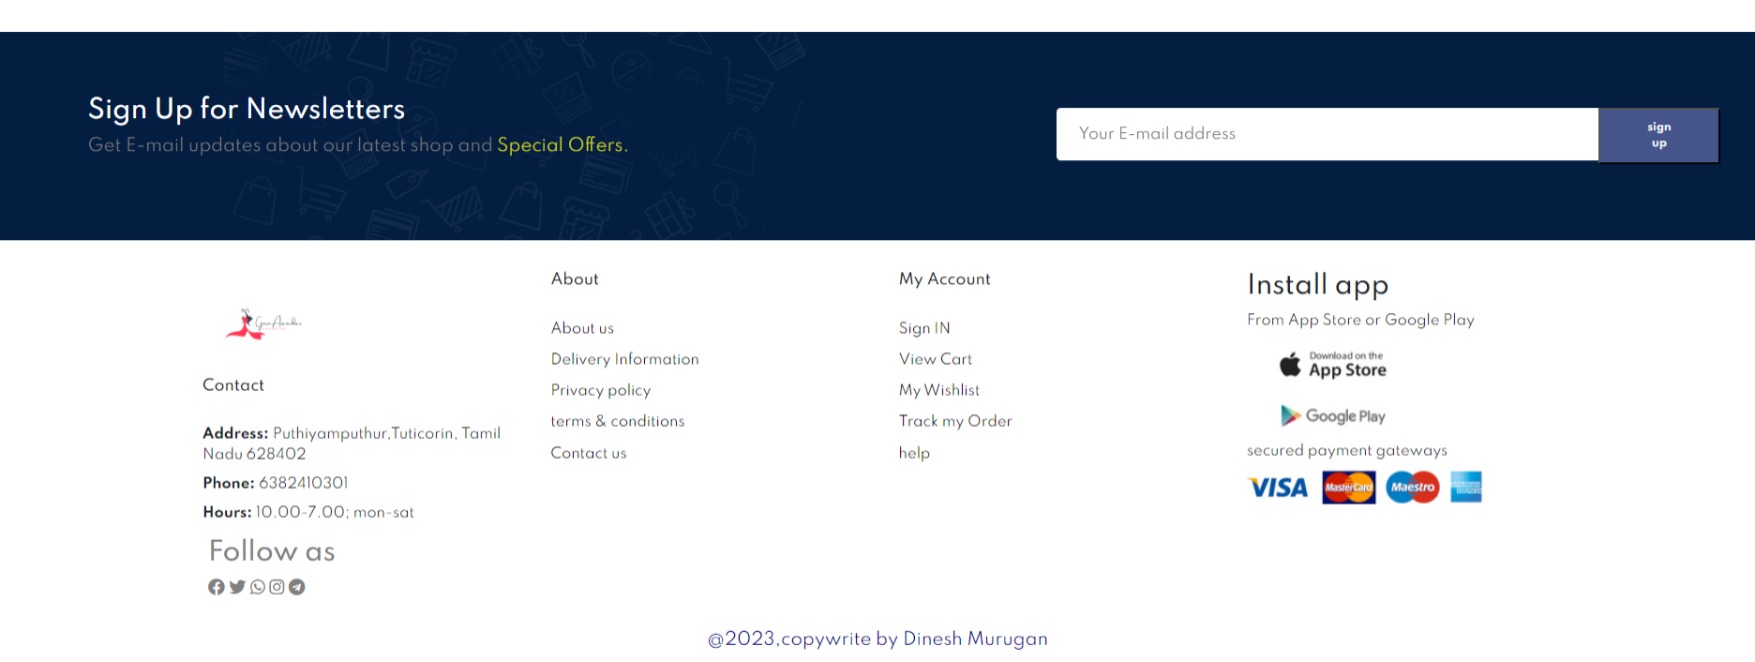 Sign Up for Newsletters
Get E-mail updates about our latest shop and Special Offers.
Your E-mail address
sign
up
Contact
Address: Puthiyamputhur,Tuticorin, Tamil
Nadu 628402
Phone: 6382410301
Hours: 10.00-7.00; mon-sat
Follow as
About
About us
Delivery Information
Privacy policy
terms & conditions
Contact us
My Account
Sign IN
View Cart
My Wishlist
Track my Order
help
Install app
From App Store or Google Play
Download on the
App Store
Google Play
secured payment gateways
VISA MasterCard Maestro
@2023,copywrite by Dinesh Murugan